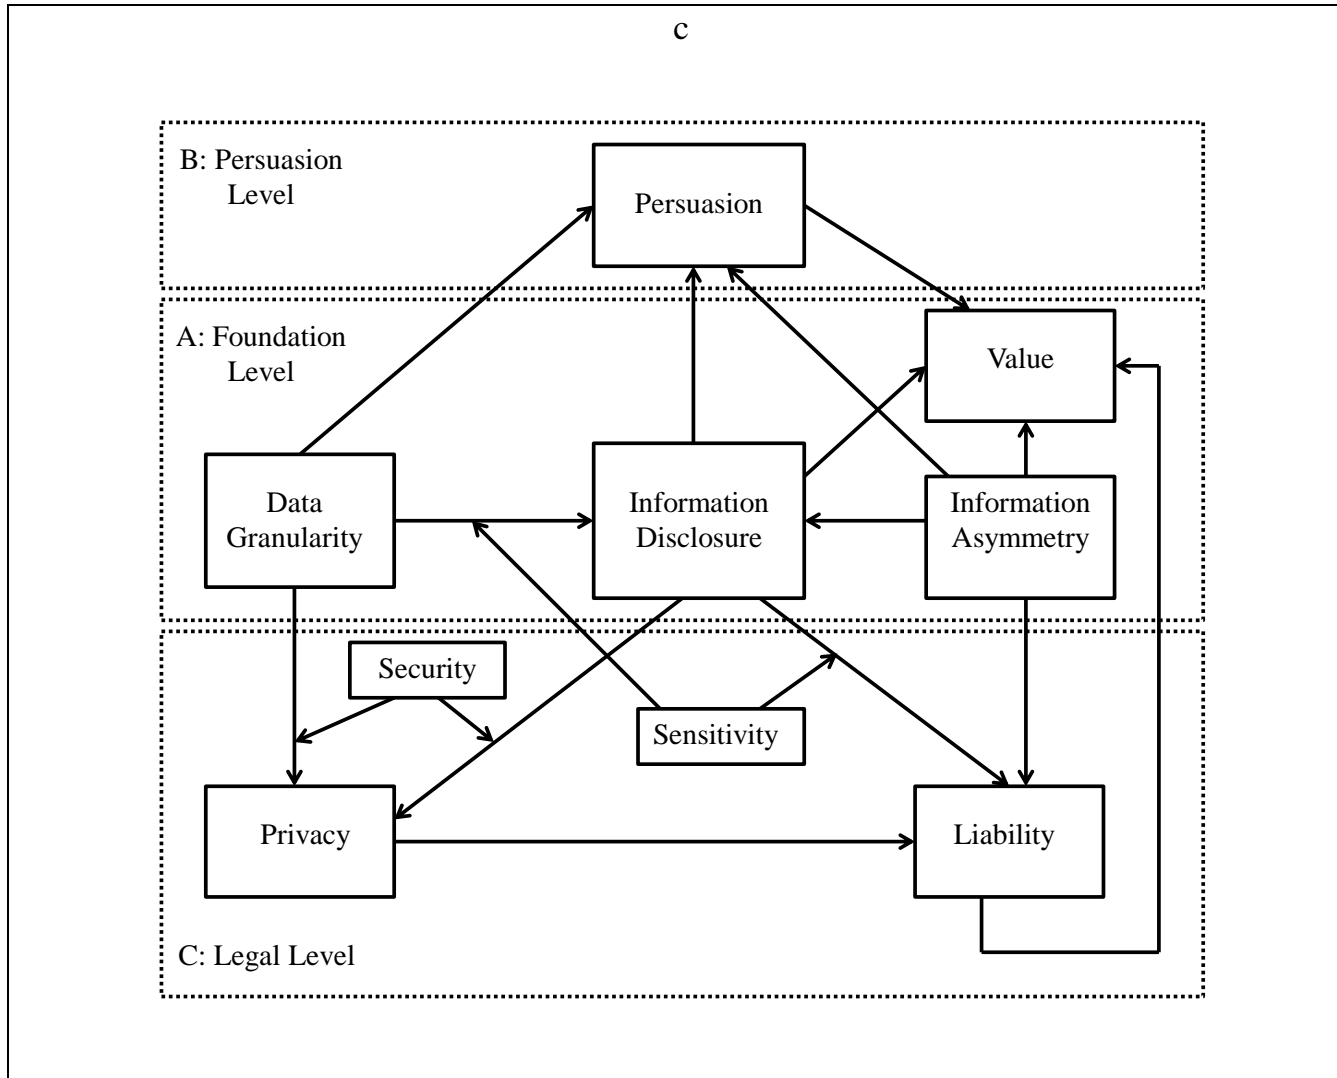 c
B: Persuasion
Level
Persuasion
A: Foundation
Level
Value
Data
Granularity
Information
Disclosure
Information
Asymmetry
Security
Sensitivity
Privacy
Liability
C: Legal Level